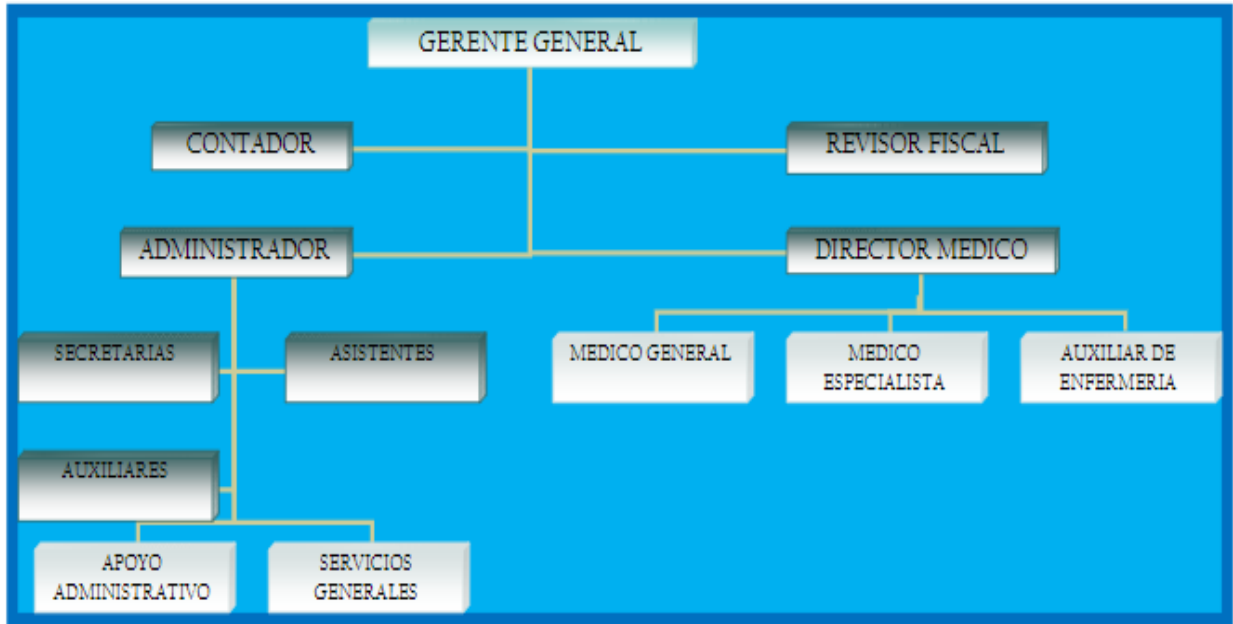 GERENTE GENERAL
CONTADOR
REVISOR FISCAL
ADMINISTRADOR
DIRECTOR MEDICO
SECRETARIAS
ASISTENTES
MEDICO GENERAL
MEDICO
ESPECIALISTA
AUXILIAR DE
ENFERMERIA
AUXILIARES
APOYO
ADMINISTRATIVO
SERVICIOS
GENERALES